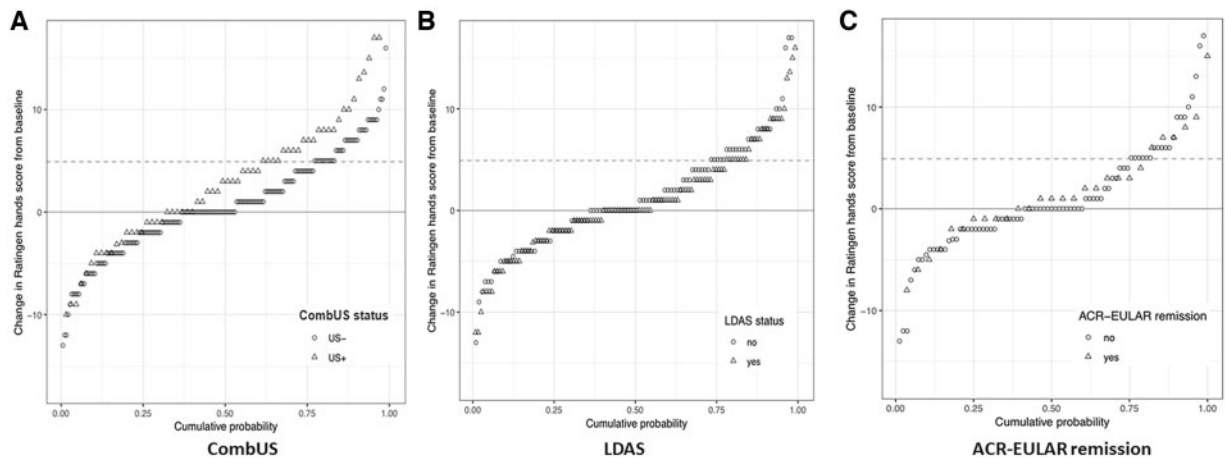 A
Change in Ratingen hands score from baseline
10
0
−10
CombUS status
US−
US+
0.00 0.25 0.50 0.75 1.00
Cumulative probability
CombUS
B
Change in Ratingen hands score from baseline
10
0
−10
LDAS status
no
yes
0.00 0.25 0.50 0.75 1.00
Cumulative probability
LDAS
C
Change in Ratingen hands score from baseline
10
0
−10
ACR−EULAR remission
no
yes
0.00 0.25 0.50 0.75 1.00
Cumulative probability
ACR-EULAR remission